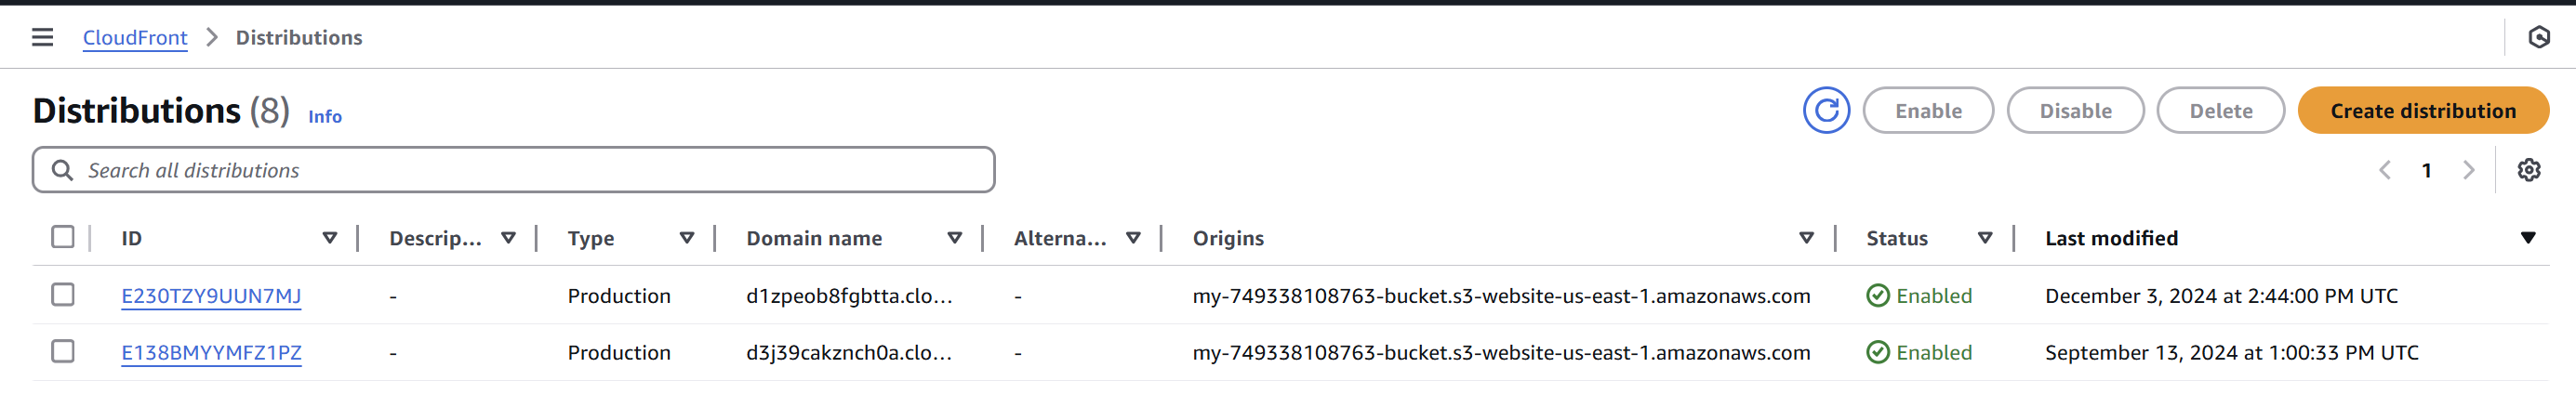 CloudFront > Distributions
Distributions (8) Info
Enable Disable Delete Create distribution
Search all distributions
1
ID Descrip... Type Domain name Alterna... Origins Status Last modified
E230TZY9UUN7MJ - Production d1zpeob8fgbtta.clo... - my-749338108763-bucket.s3-website-us-east-1.amazonaws.com Enabled December 3, 2024 at 2:44:00 PM UTC
E138BMYYMFZ1PZ - Production d3j39cakznch0a.clo... - my-749338108763-bucket.s3-website-us-east-1.amazonaws.com Enabled September 13, 2024 at 1:00:33 PM UTC